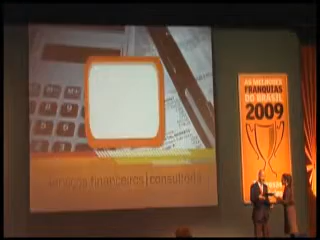 serviços financeiros | consultoria
AS MELHORES
FRANQUIAS
DO BRASIL
2009